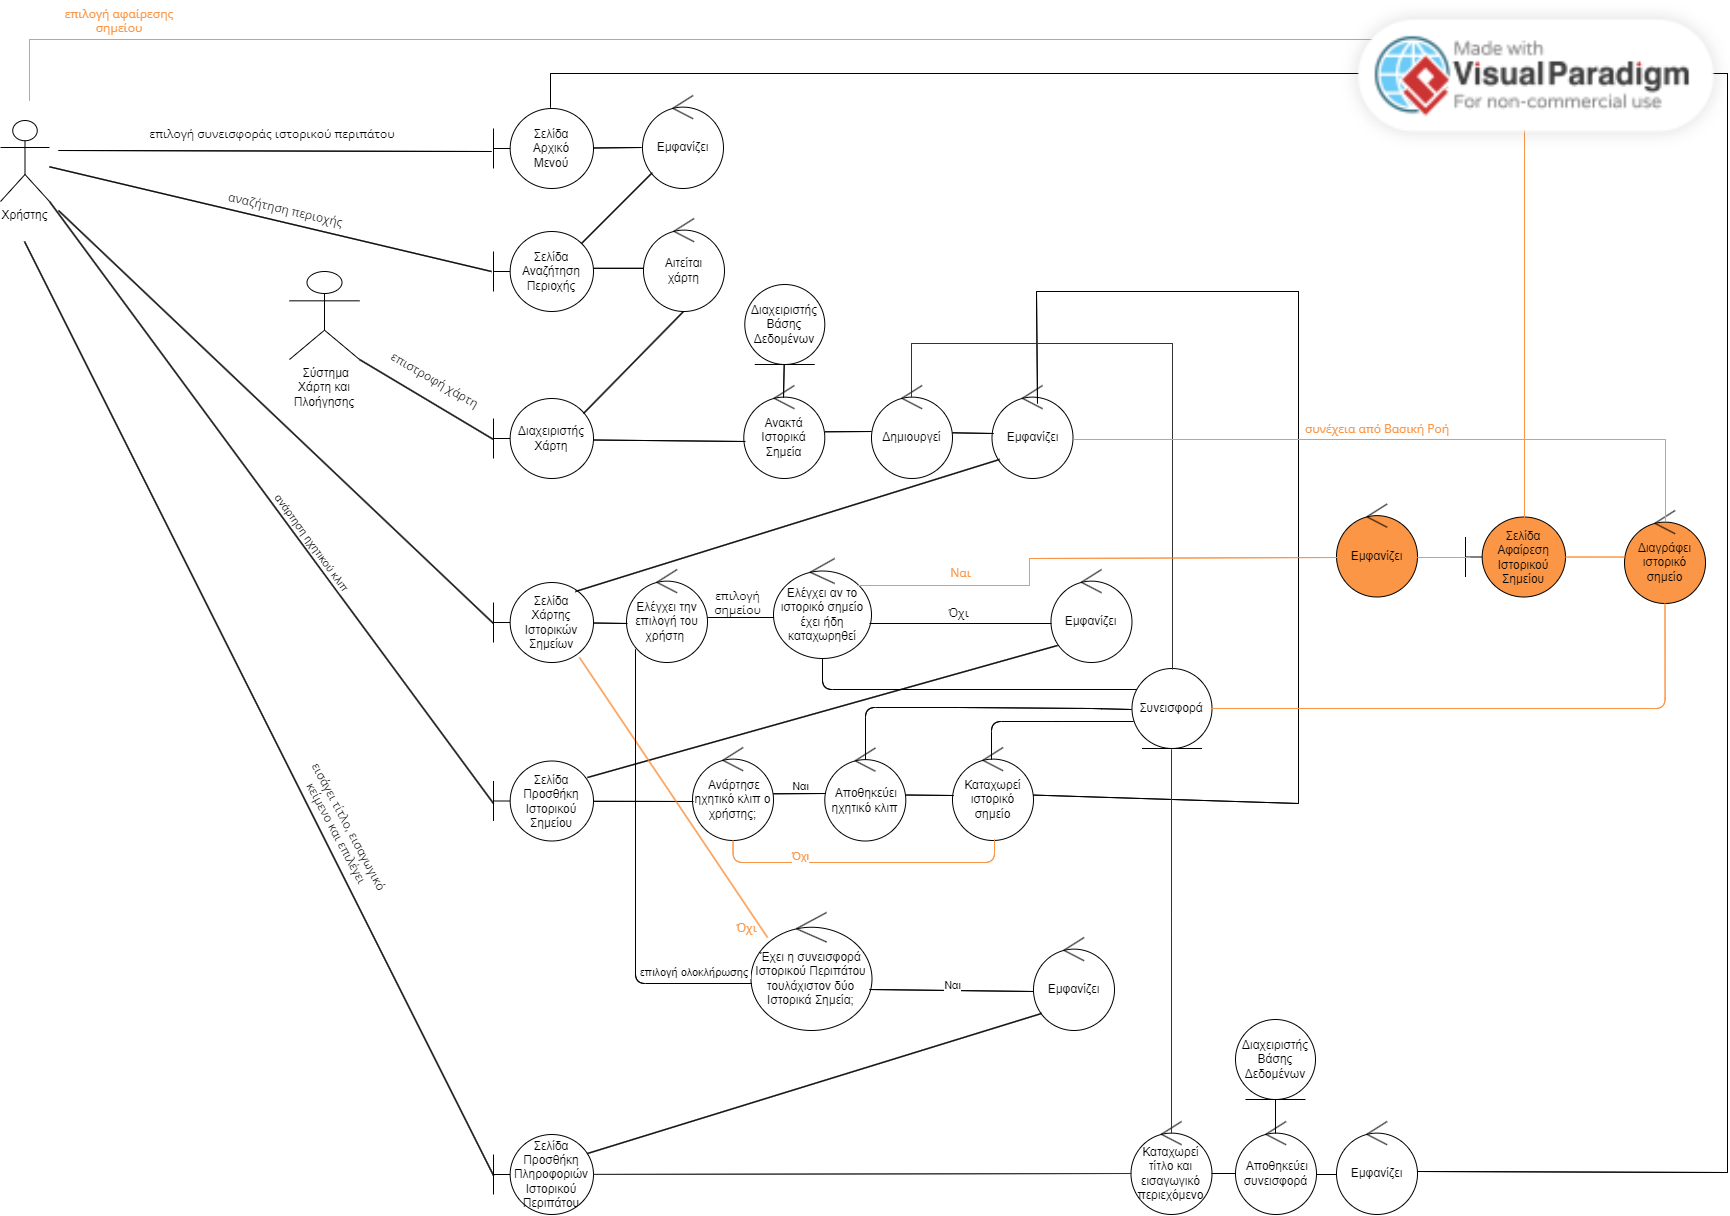 επιλογή αφαίρεσης
σημείου
Made with
Visual Paradigm
For non-commercial use
επιλογή συνεισφοράς ιστορικού περιπάτου
Σελίδα
Αρχικό
Μενού
Εμφανίζει
Χρήστης
αναζήτηση περιοχής
Σελίδα
Αναζήτηση
Περιοχής
Αιτείται
χάρτη
Διαχειριστής
Βάσης
Δεδομένων
Σύστημα
Χάρτη και
Πλοήγησης
επιστροφή χάρτη
Διαχειριστής
Χάρτη
Ανακτά
Ιστορικά
Σημεία
Δημιουργεί
Εμφανίζει
συνέχεια από Βασική Ροή
ανάρτηση ηχητικού κλιπ
Εμφανίζει
Σελίδα
Αφαίρεση
Ιστορικού
Σημείου
Διαγράφει
ιστορικό
σημείο
Ναι
Σελίδα
Χάρτης
Ιστορικών
Σημείων
Ελέγχει την
επιλογή του
χρήστη
επιλογή
σημείου
Ελέγχει αν το
ιστορικό σημείο
έχει ήδη
καταχωρηθεί
Όχι
Εμφανίζει
Συνεισφορά
εισάγει τίτλο, εισαγωγικό
κείμενο και επιλέγει
Σελίδα
Προσθήκη
Ιστορικού
Σημείου
Ανάρτησε
ηχητικό κλιπ ο
χρήστης;
Ναι
Αποθηκεύει
ηχητικό κλιπ
Καταχωρεί
ιστορικό
σημείο
Όχι
Όχι
επιλογή ολοκλήρωσης
Έχει η συνεισφορά
Ιστορικού Περιπάτου
τουλάχιστον δύο
Ιστορικά Σημεία;
Ναι
Εμφανίζει
Διαχειριστής
Βάσης
Δεδομένων
Σελίδα
Προσθήκη
Πληροφοριών
Ιστορικού
Περιπάτου
Καταχωρεί
τίτλο και
εισαγωγικό
περιεχόμενο
Αποθηκεύει
συνεισφορά
Εμφανίζει